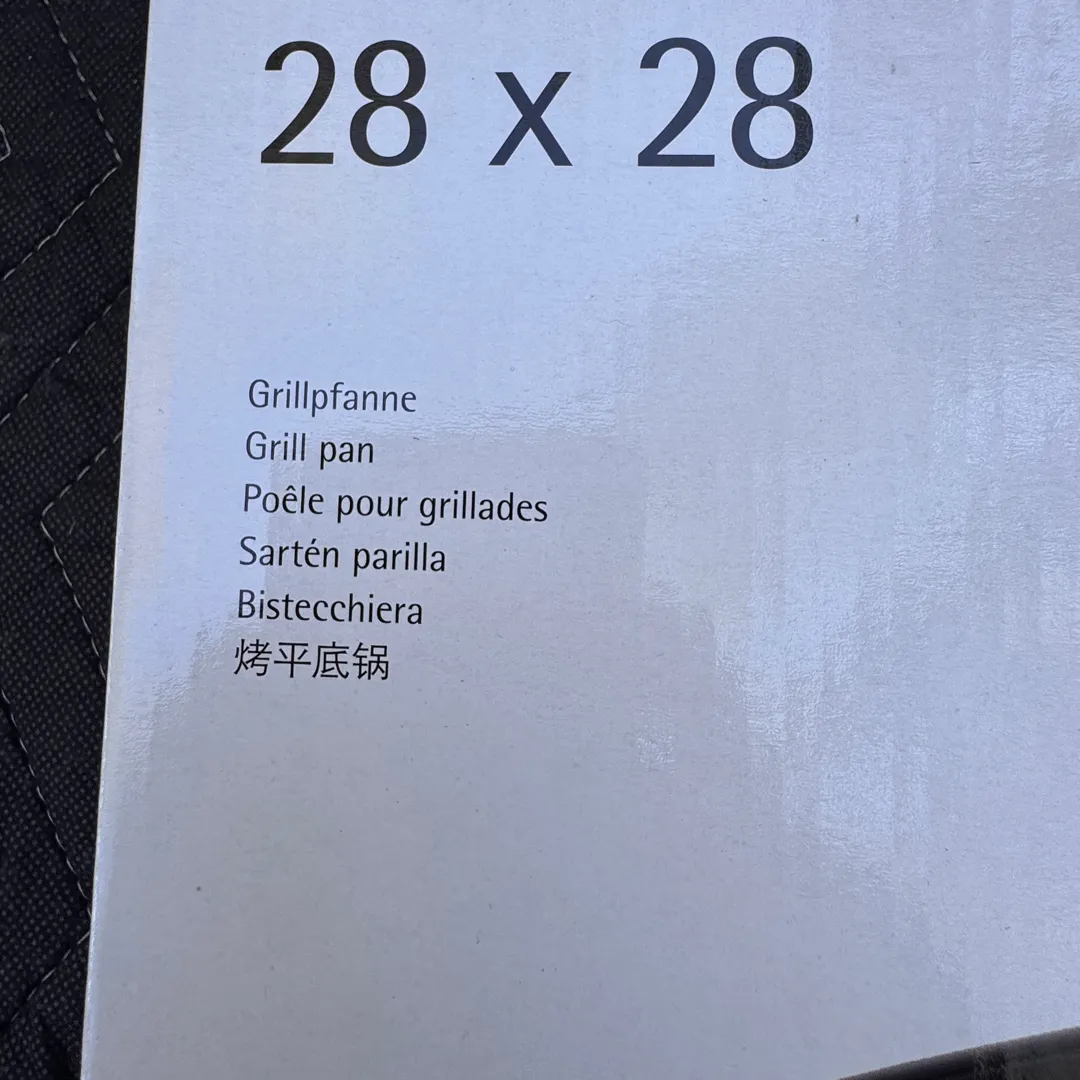 28 x 28
Grillpfanne
Grill pan
Poêle pour grillades
Sartén parilla
Bistecchiera
烤平底锅